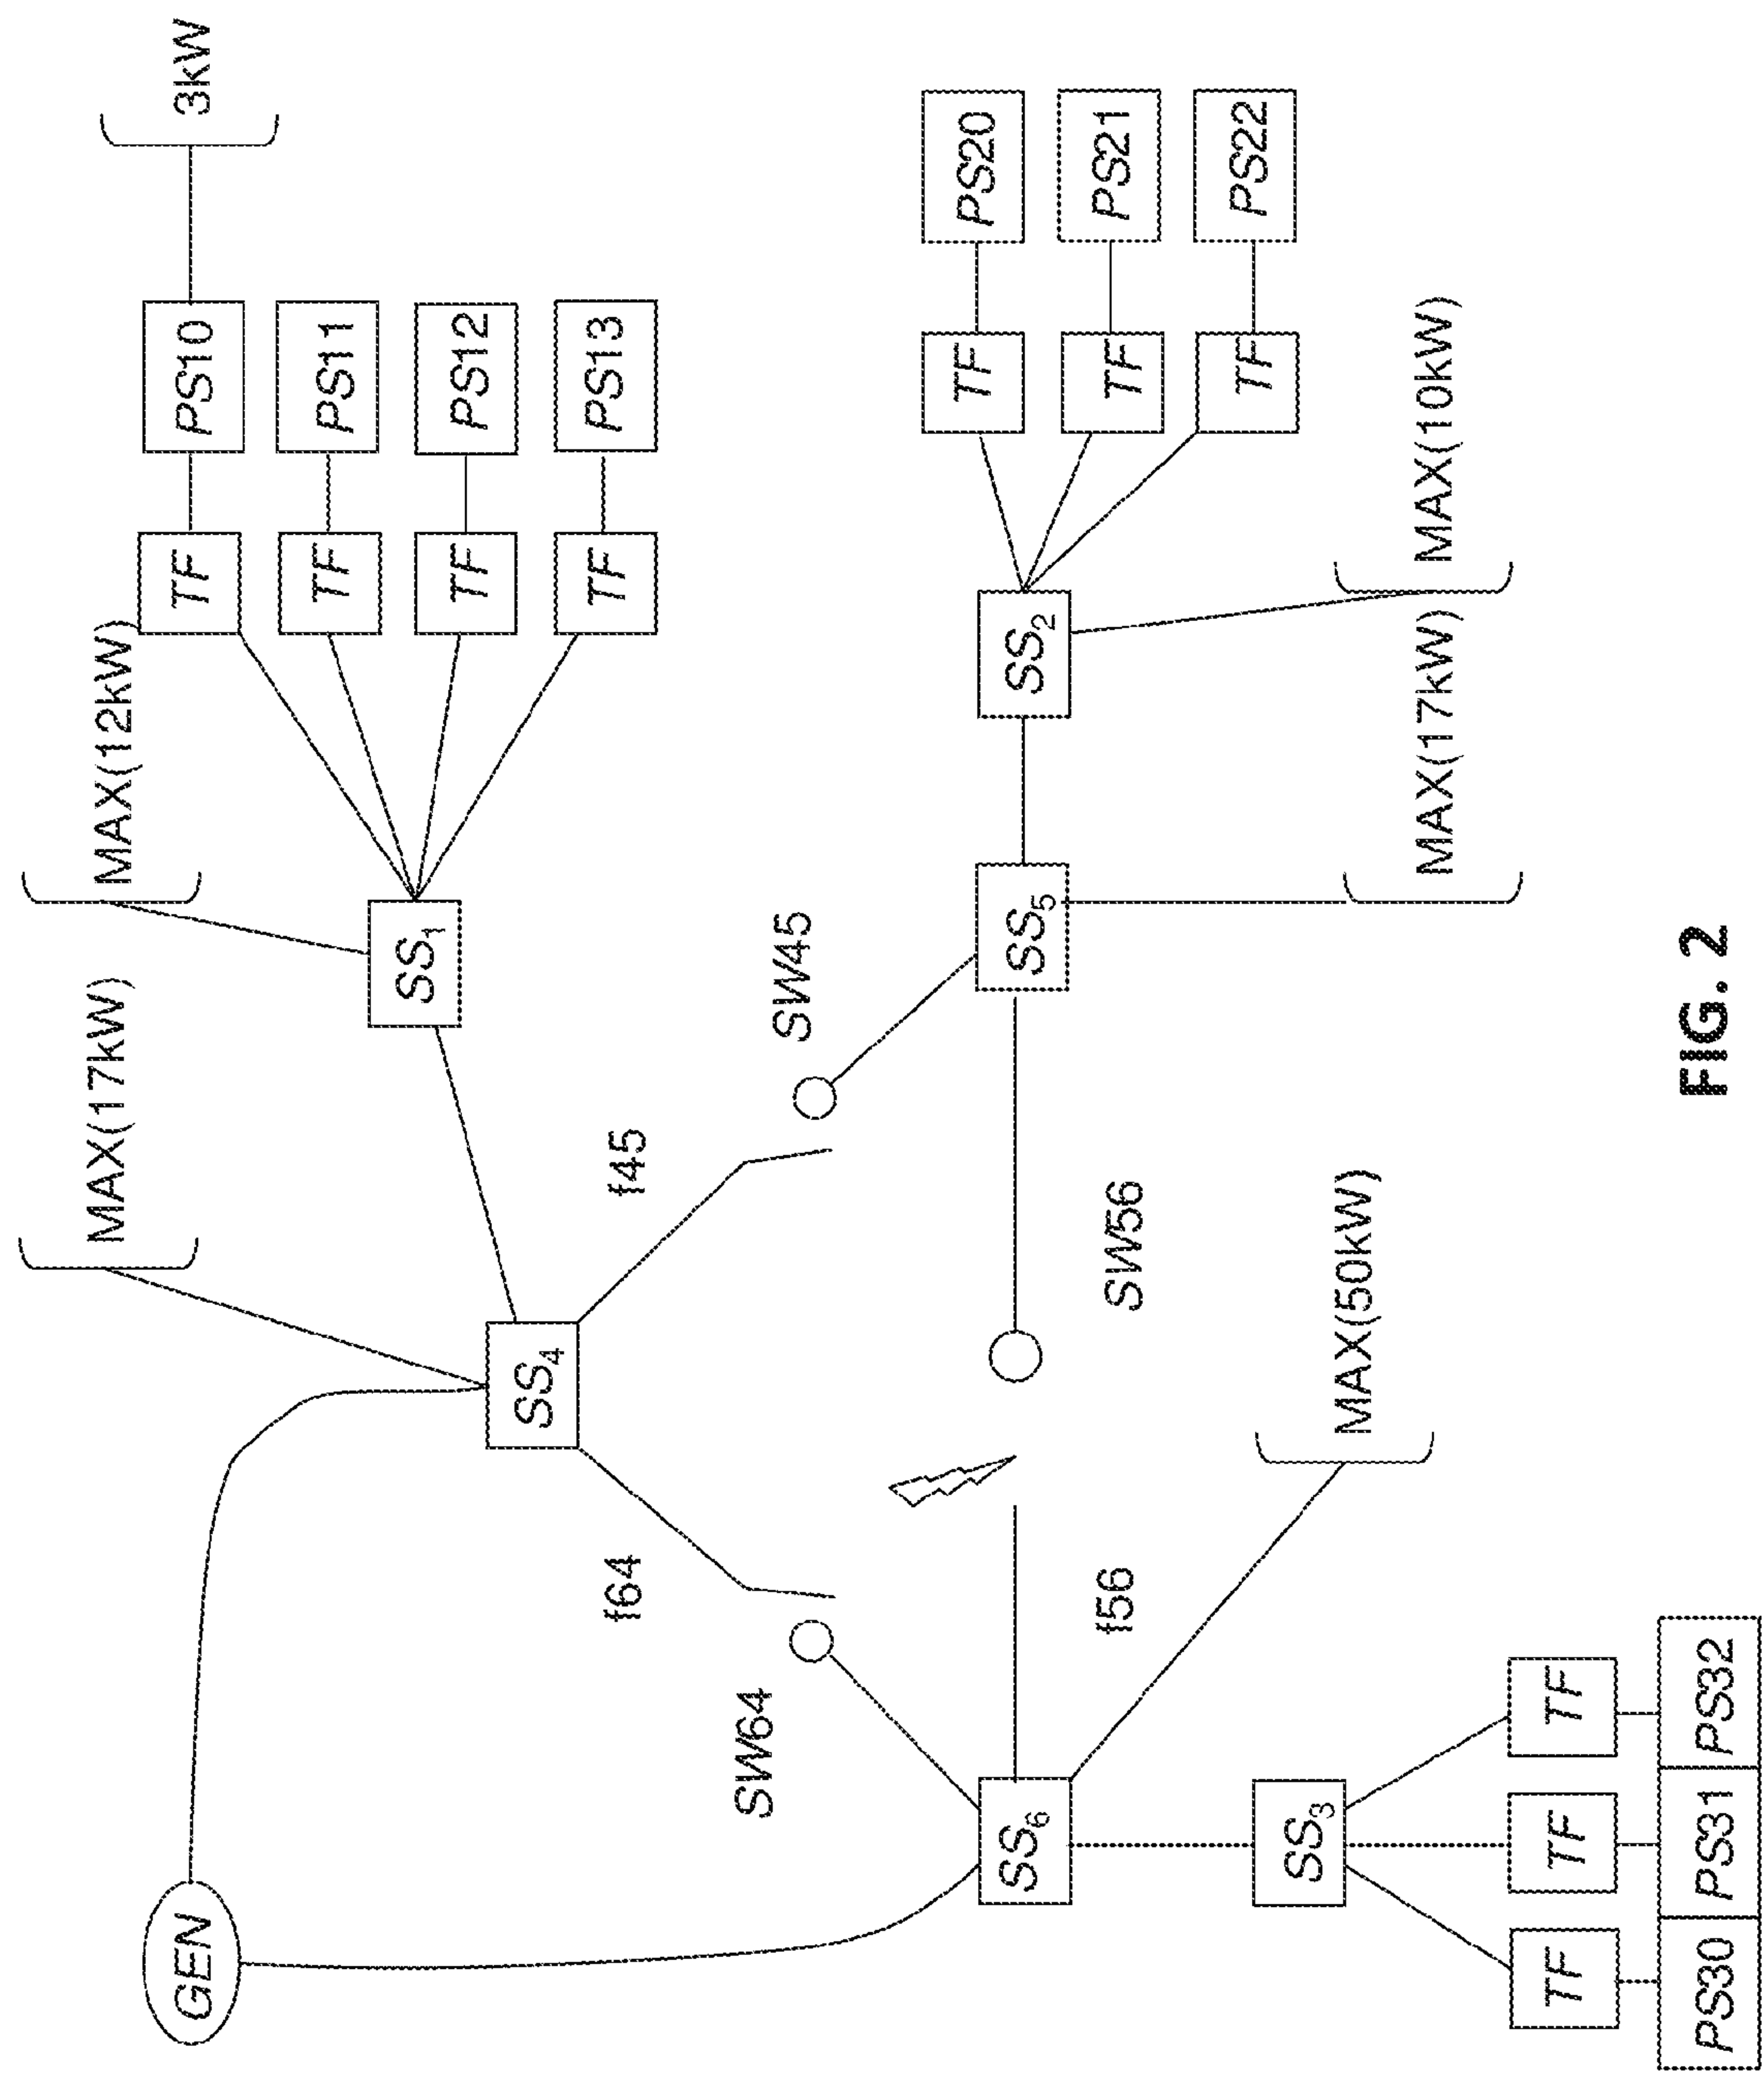 GEN
MAX(17kW)
MAX(12kW)
3kW
TF
PS10
TF
PS11
TF
PS12
TF
PS13
SS1
SS4
f64
f45
SW64
SW45
SS6
f56
SW56
SS5
SS2
TF
PS20
TF
PS21
TF
PS22
SS3
MAX(50kW)
MAX(17kW)
MAX(10kW)
TF
TF
TF
PS30
PS31
PS32
FIG. 2